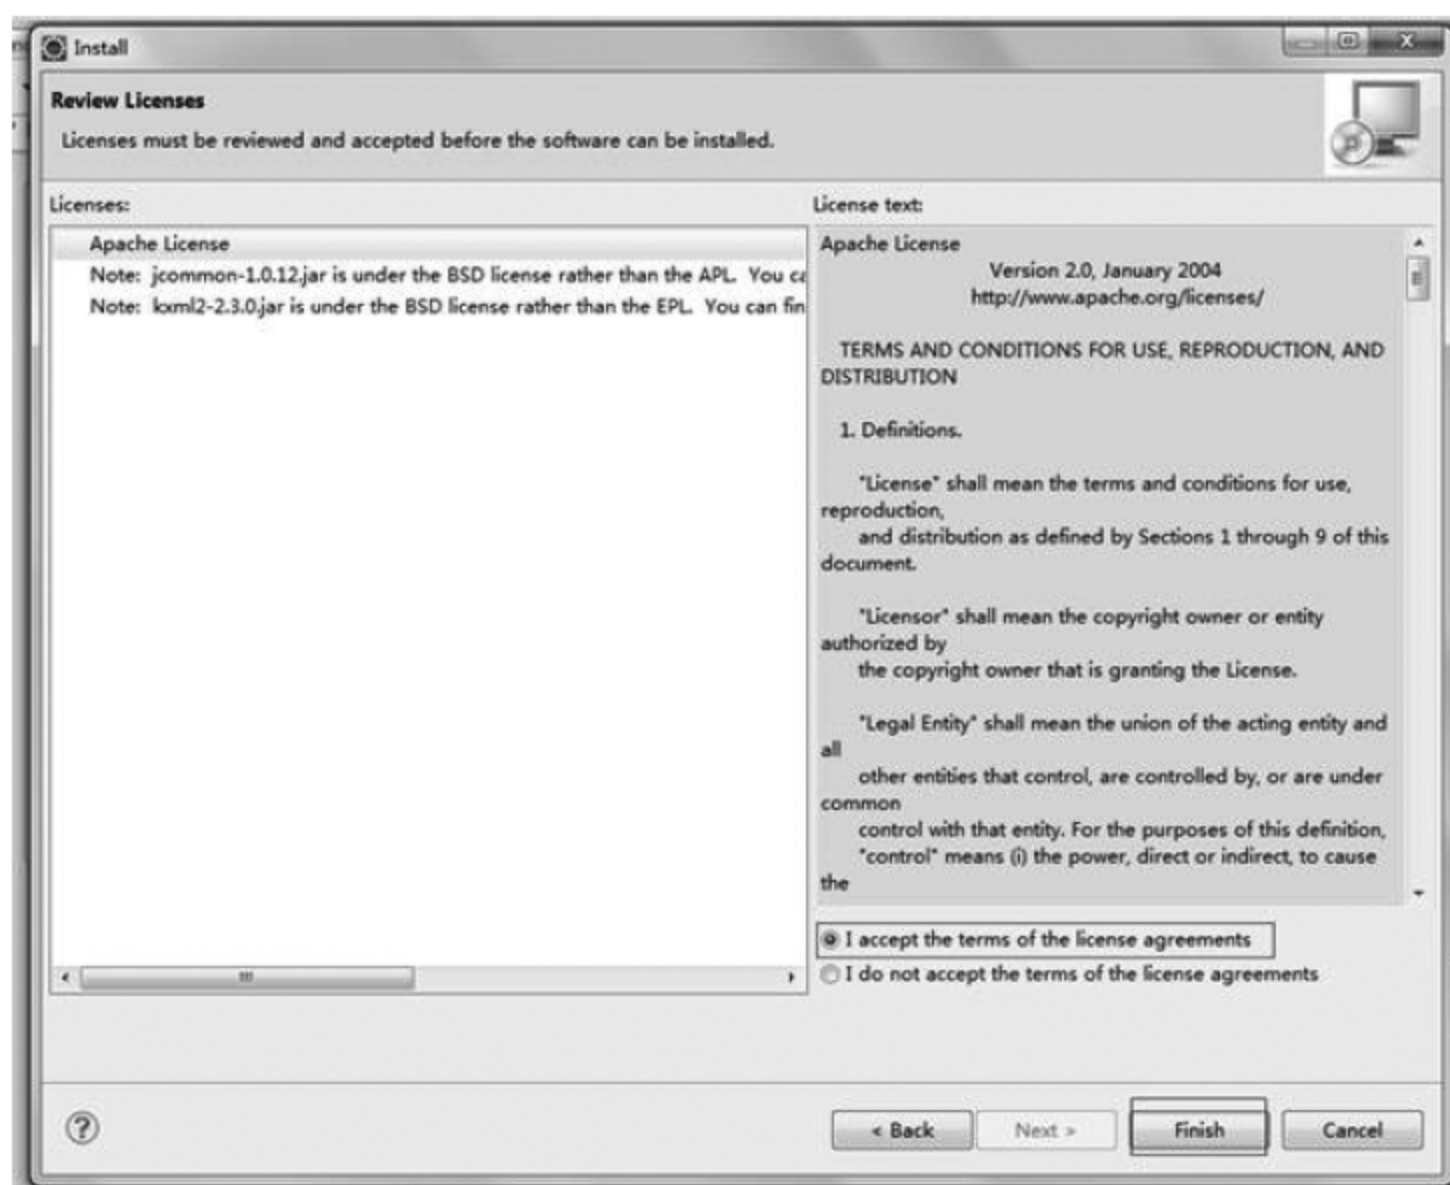 Install
Review Licenses
Licenses must be reviewed and accepted before the software can be installed.
Licenses:
Apache License
Note: jcommon-1.0.12.jar is under the BSD license rather than the APL. You ca
Note: kxml2-2.3.0.jar is under the BSD license rather than the EPL. You can fin
License text:
Apache License
Version 2.0, January 2004
http://www.apache.org/licenses/
TERMS AND CONDITIONS FOR USE, REPRODUCTION, AND
DISTRIBUTION
1. Definitions.
"License" shall mean the terms and conditions for use,
reproduction,
and distribution as defined by Sections 1 through 9 of this
document.
"Licensor" shall mean the copyright owner or entity
authorized by
the copyright owner that is granting the License.
"Legal Entity" shall mean the union of the acting entity and
all
other entities that control, are controlled by, or are under
common
control with that entity. For the purposes of this definition,
"control" means (i) the power, direct or indirect, to cause
the
I accept the terms of the license agreements
I do not accept the terms of the license agreements
?
< Back
Next >
Finish
Cancel